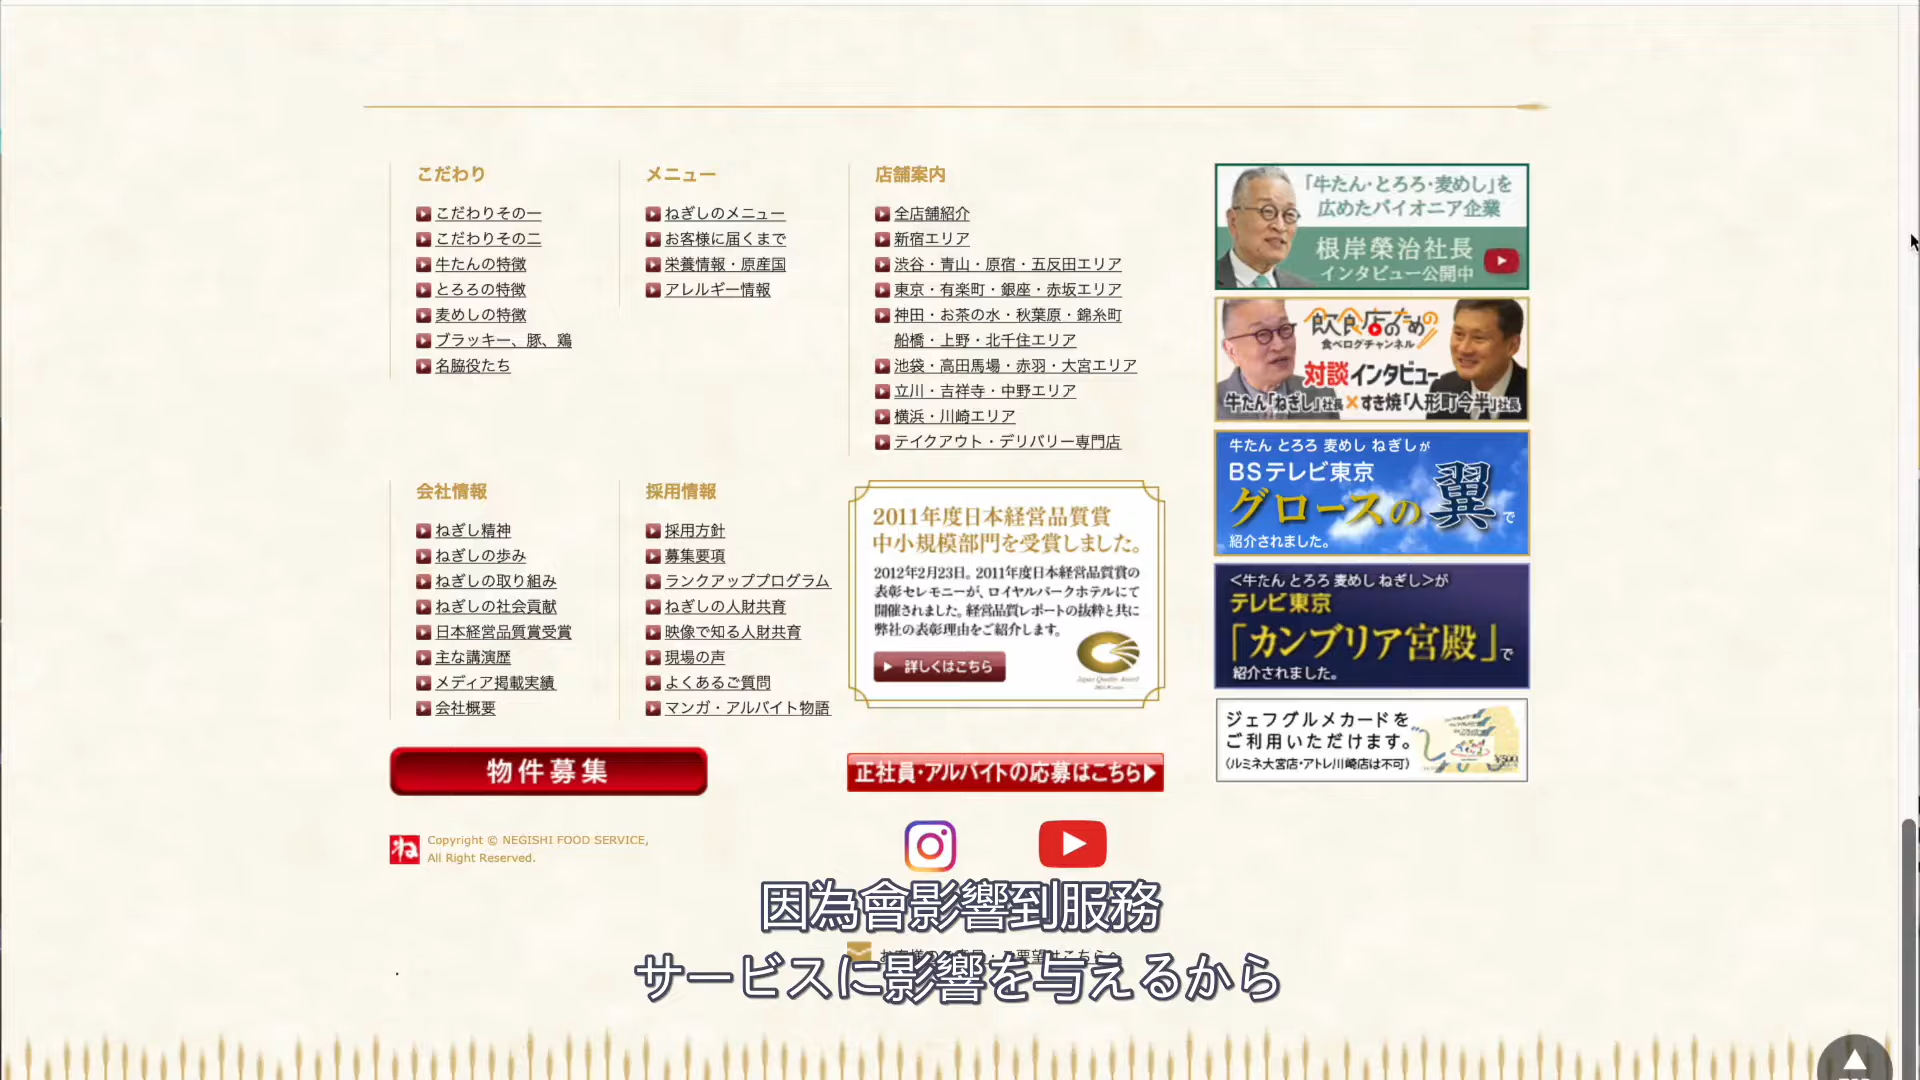 こだわり
こだわりその一
こだわりその二
牛たんの特徴
とろろの特徴
麦めしの特徴
ブラッキー、豚、鶏
名脇役たち
メニュー
ねぎしのメニュー
お客様に届くまで
栄養情報・原産国
アレルギー情報
店舗案内
全店舗紹介
新宿エリア
渋谷・青山・原宿・五反田エリア
東京・有楽町・銀座・赤坂エリア
神田・お茶の水・秋葉原・錦糸町
船橋・上野・北千住エリア
池袋・高田馬場・赤羽・大宮エリア
立川・吉祥寺・中野エリア
横浜・川崎エリア
テイクアウト・デリバリー専門店
「牛たん・とろろ・麦めし」を
広めたパイオニア企業
根岸榮治社長
インタビュー公開中
飲食店のための
食べログチャンネル
対談インタビュー
牛たん「ねぎし」社長×すき焼「人形町今半」社長
牛たん とろろ 麦めし ねぎしが
BSテレビ東京
グロースの翼で
紹介されました。
<牛たん とろろ 麦めし ねぎし>が
テレビ東京
「カンブリア宮殿」で
紹介されました。
ジェフグルメカードを
ご利用いただけます。
(ルミネ大宮店・アトレ川崎店は不可)
¥500
会社情報
ねぎし精神
ねぎしの歩み
ねぎしの取り組み
ねぎしの社会貢献
日本経営品質賞受賞
主な講演歴
メディア掲載実績
会社概要
採用情報
採用方針
募集要項
ランクアッププログラム
ねぎしの人財共育
映像で知る人財共育
現場の声
よくあるご質問
マンガ・アルバイト物語
2011年度日本経営品質賞
中小規模部門を受賞しました。
2012年2月23日。2011年度日本経営品質賞の
表彰セレモニーが、ロイヤルパークホテルにて
開催されました。経営品質レポートの抜粋と共に
弊社の表彰理由をご紹介します。
詳しくはこちら
Japan Quality Award
物件募集
正社員・アルバイトの応募はこちら
ね
Copyright © NEGISHI FOOD SERVICE,
All Right Reserved.
因為會影響到服務
サービスに影響を与えるから